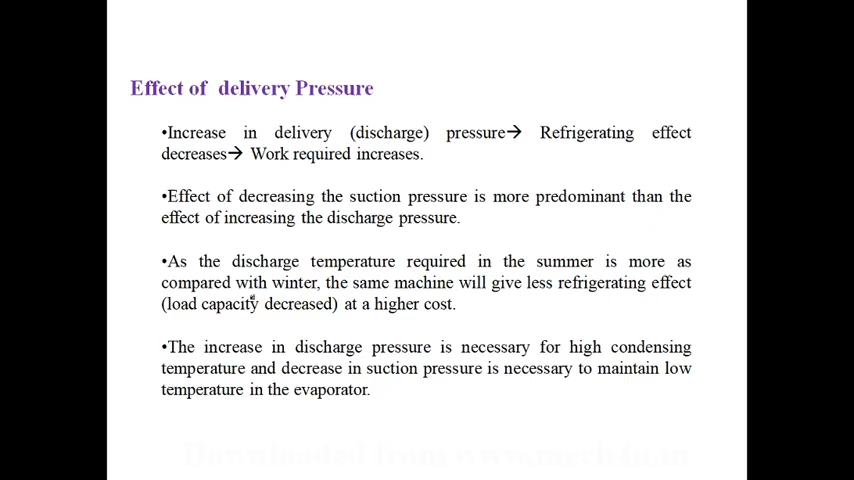 Effect of delivery Pressure
•Increase in delivery (discharge) pressure→ Refrigerating effect
decreases→ Work required increases.
•Effect of decreasing the suction pressure is more predominant than the
effect of increasing the discharge pressure.
•As the discharge temperature required in the summer is more as
compared with winter, the same machine will give less refrigerating effect
(load capacity decreased) at a higher cost.
•The increase in discharge pressure is necessary for high condensing
temperature and decrease in suction pressure is necessary to maintain low
temperature in the evaporator.
Downloaded from